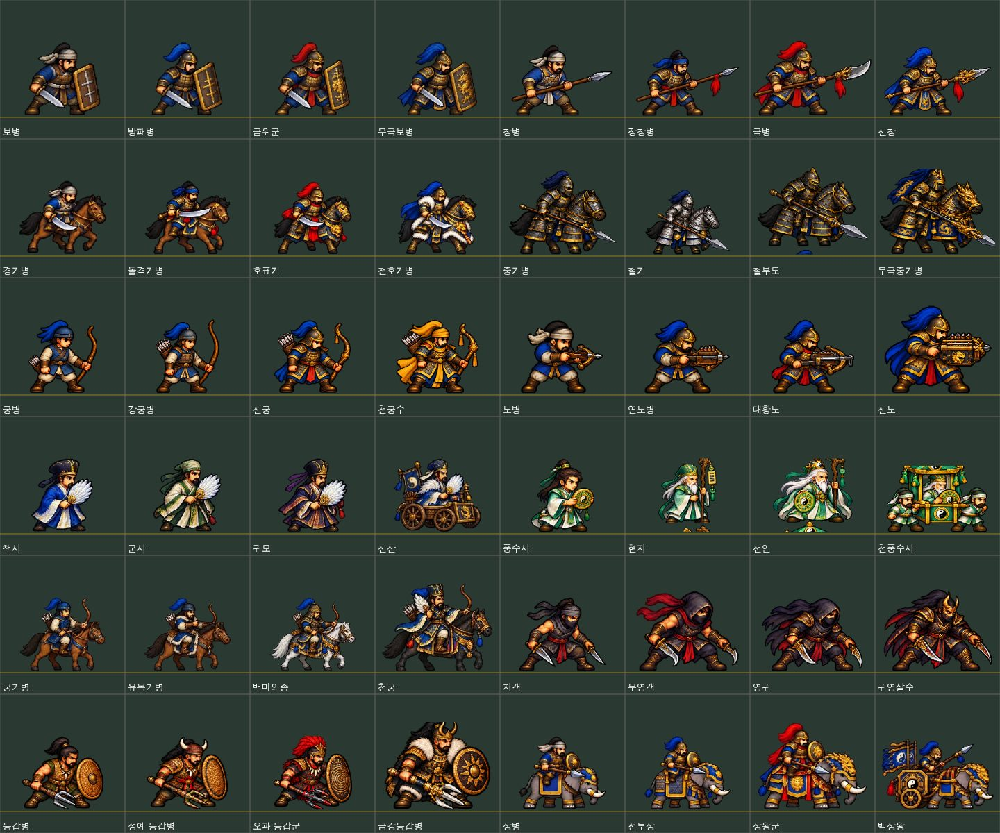 보병 방패병 금위군 무극보병 창병 장창병 극병 신창
경기병 돌격기병 호표기 천호기병 중기병 철기 철부도 무극중기병
궁병 강궁병 신궁 천궁수 노병 연노병 대황노 신노
책사 군사 귀모 신산 풍수사 현자 선인 천풍수사
궁기병 유목기병 백마의종 천궁 자객 무영객 영귀 귀영살수
등갑병 정예 등갑병 오과 등갑군 금강등갑병 상병 전투상 상왕군 백상왕